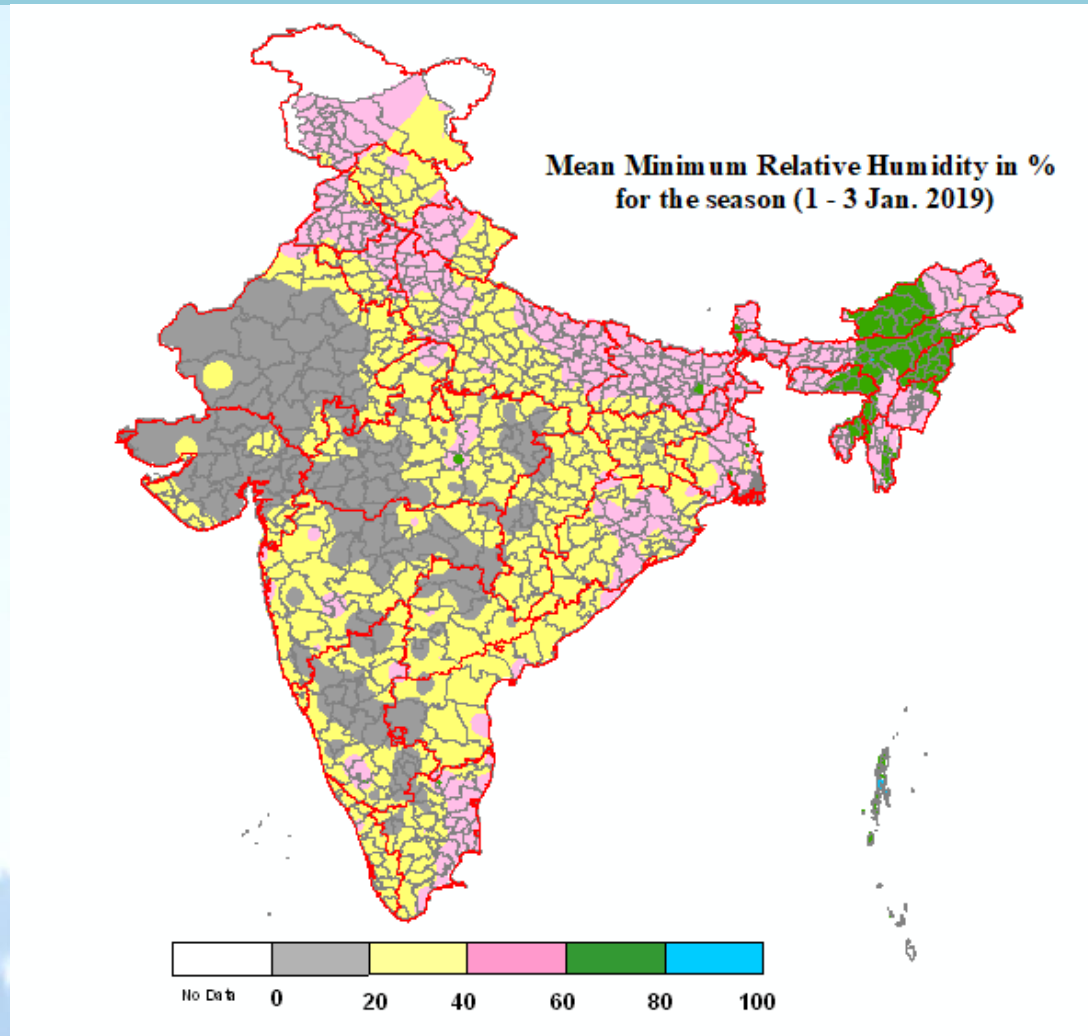 Mean Minimum Relative Humidity in %
for the season (1 - 3 Jan. 2019)
No Data 0 20 40 60 80 100